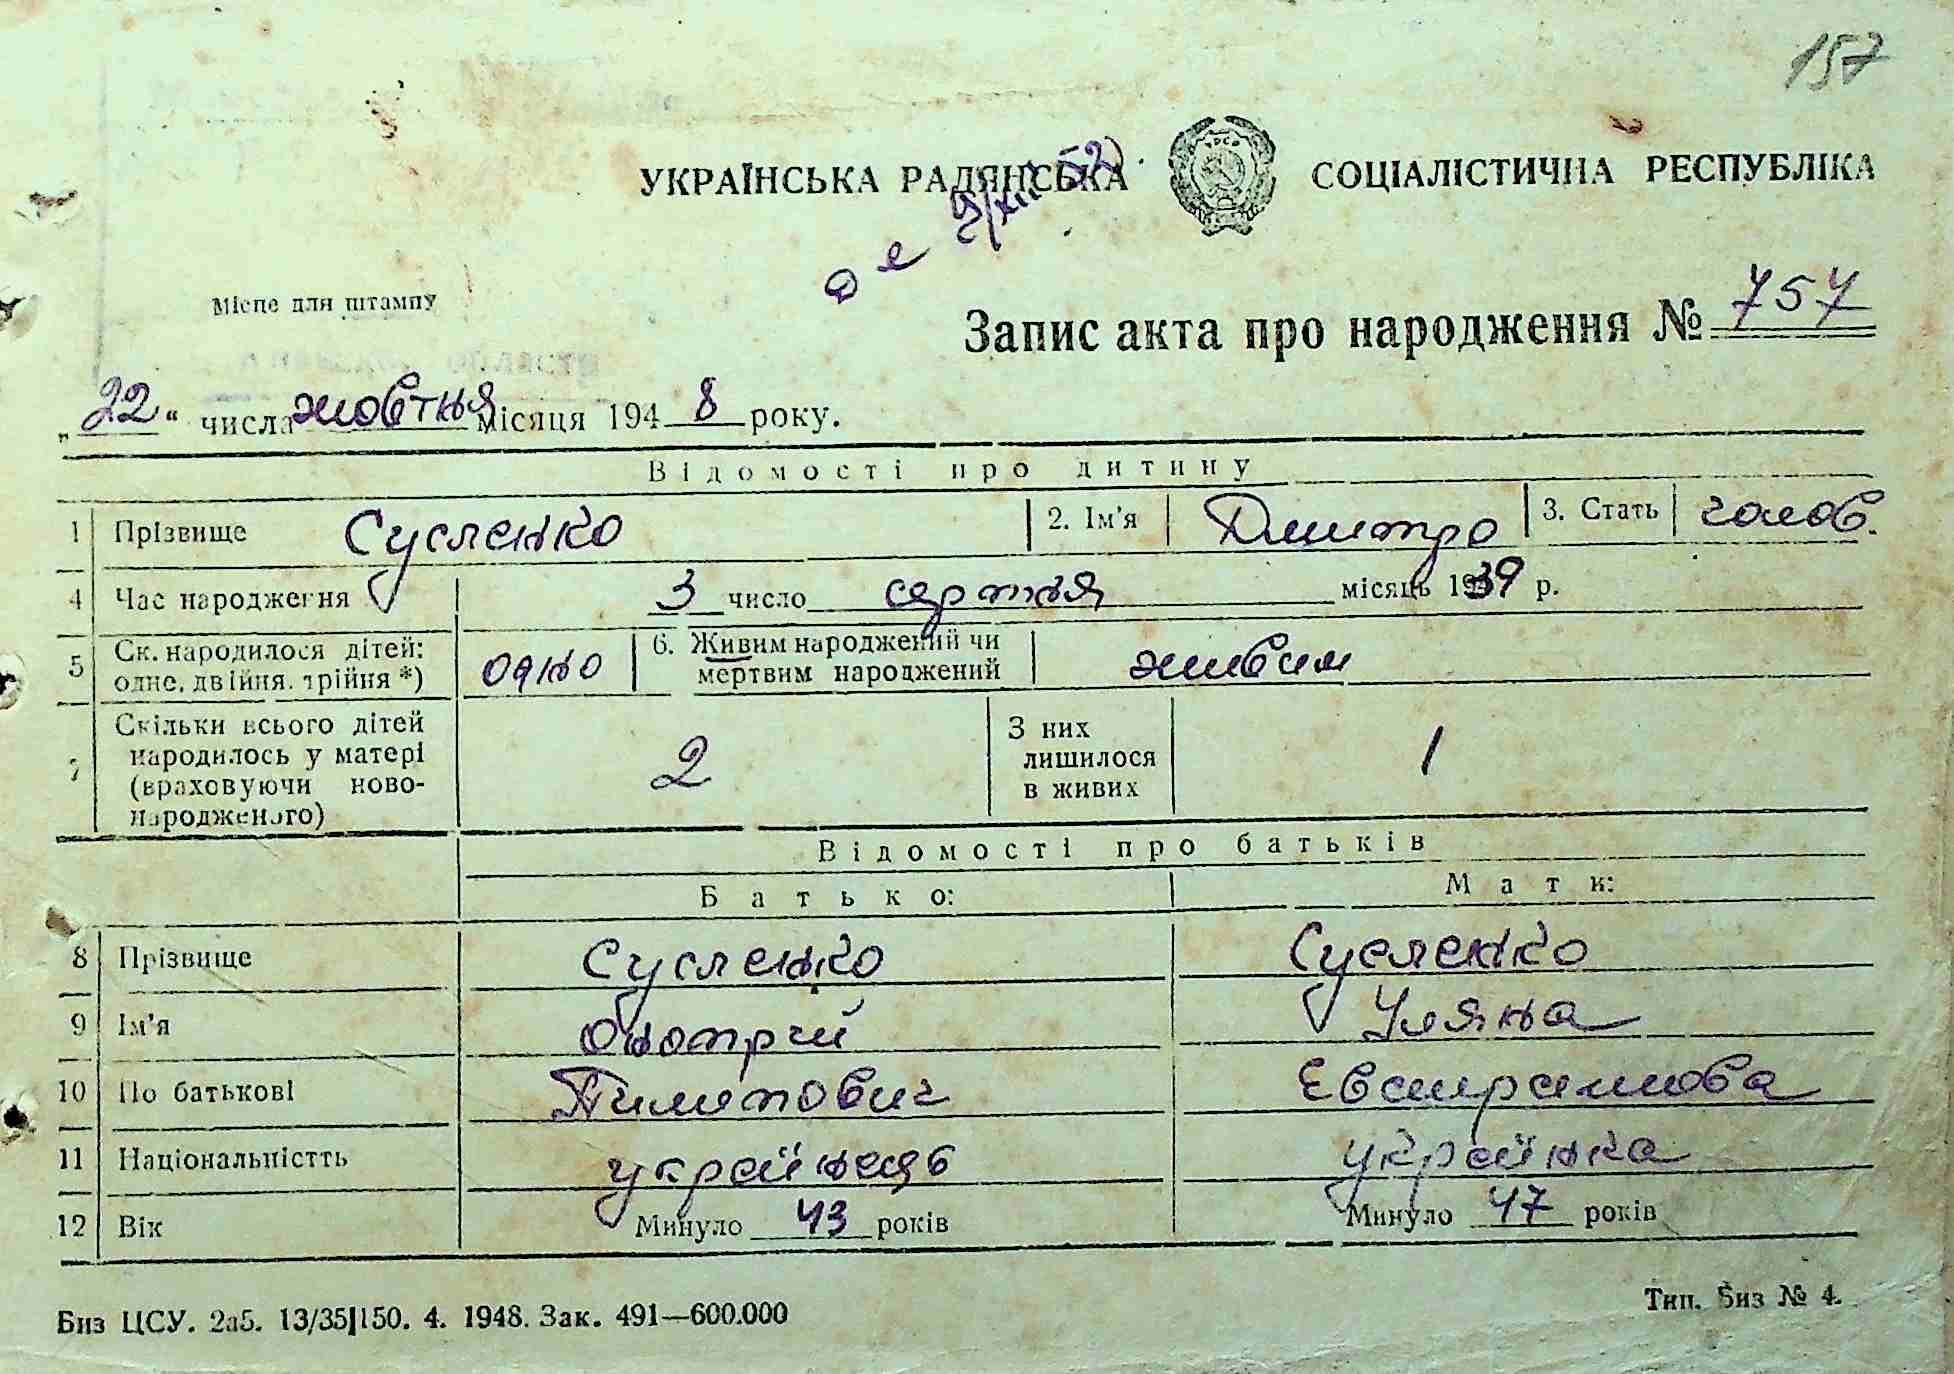 157
УКРАЇНСЬКА РАДЯНСЬКА СОЦІАЛІСТИЧНА РЕСПУБЛІКА
9/XII 52
Місце для штампу
Запис акта про народження № 757
„22“ числа жовтня місяця 1948 року.
Відомості про дитину
1 Прізвище Сусленко 2. Ім'я Дмитро 3. Стать чолов.
4 Час народження 3 число серпня місяць 1939 р.
5 Ск. народилося дітей: одне, двійня, трійня *) одно 6. Живим народжений чи мертвим народжений живим
7 Скільки всього дітей народилось у матері (враховуючи новонародженого) 2 З них лишилося в живих 1
Відомості про батьків
Батько: Мати:
8 Прізвище Сусленко Сусленко
9 Ім'я Уляна
10 По батькові
11 Національністть українець українка
12 Вік Минуло 43 років Минуло 47 років
Биз ЦСУ. 2а5. 13/35|150. 4. 1948. Зак. 491—600.000 Тип. Биз № 4.